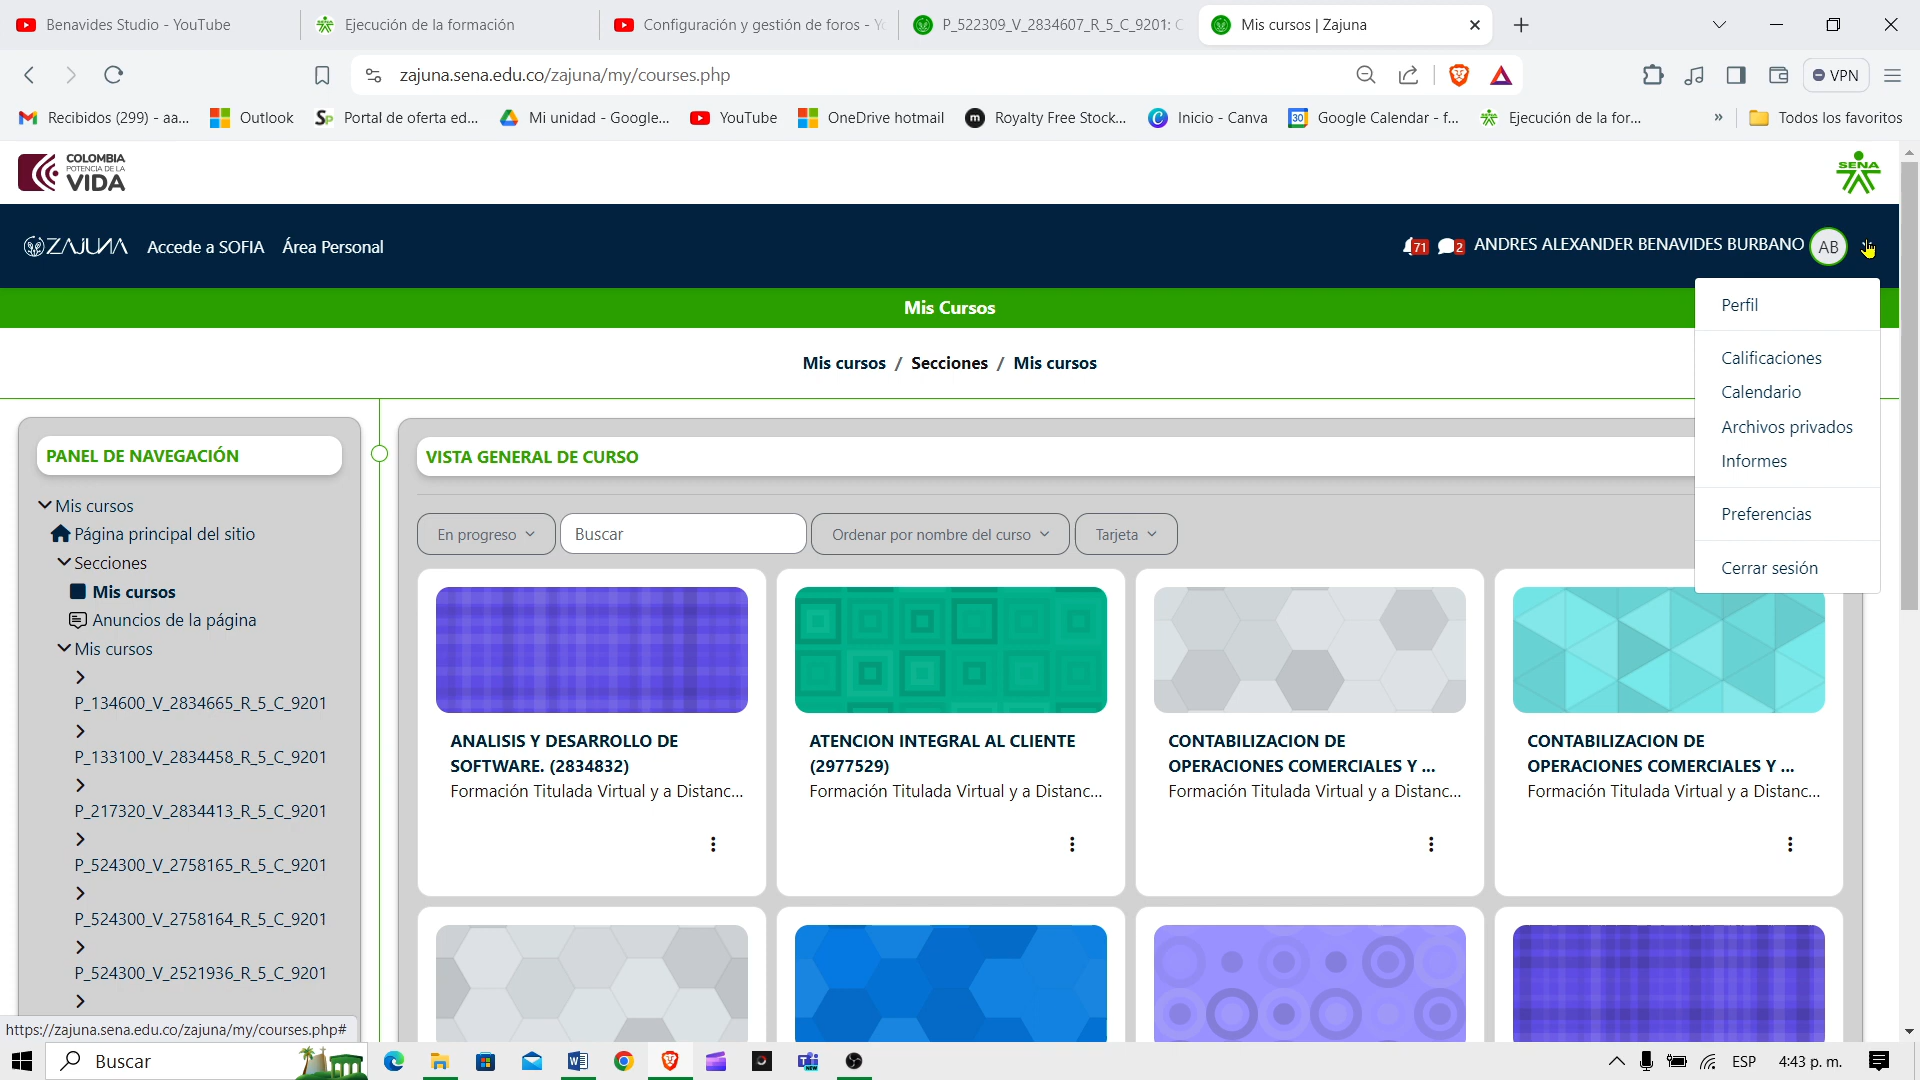 Benavides Studio - YouTube
Ejecución de la formación
Configuración y gestión de foros - Yo
P_522309_V_2834607_R_5_C_9201: C
Mis cursos | Zajuna
zajuna.sena.edu.co/zajuna/my/courses.php
VPN
Recibidos (299) - aa...
Outlook
Sp Portal de oferta ed...
Mi unidad - Google...
YouTube
OneDrive hotmail
Royalty Free Stock...
Inicio - Canva
Google Calendar - f...
Ejecución de la for...
Todos los favoritos
COLOMBIA
POTENCIA DE LA
VIDA
SENA
ZAJUNA Accede a SOFIA Área Personal
71 2 ANDRES ALEXANDER BENAVIDES BURBANO AB
Mis Cursos
Mis cursos / Secciones / Mis cursos
Perfil
Calificaciones
Calendario
Archivos privados
Informes
Preferencias
Cerrar sesión
PANEL DE NAVEGACIÓN
Mis cursos
Página principal del sitio
Secciones
Mis cursos
Anuncios de la página
Mis cursos
P_134600_V_2834665_R_5_C_9201
P_133100_V_2834458_R_5_C_9201
P_217320_V_2834413_R_5_C_9201
P_524300_V_2758165_R_5_C_9201
P_524300_V_2758164_R_5_C_9201
P_524300_V_2521936_R_5_C_9201
VISTA GENERAL DE CURSO
En progreso
Buscar
Ordenar por nombre del curso
Tarjeta
ANALISIS Y DESARROLLO DE
SOFTWARE. (2834832)
Formación Titulada Virtual y a Distanc...
ATENCION INTEGRAL AL CLIENTE
(2977529)
Formación Titulada Virtual y a Distanc...
CONTABILIZACION DE
OPERACIONES COMERCIALES Y ...
Formación Titulada Virtual y a Distanc...
CONTABILIZACION DE
OPERACIONES COMERCIALES Y ...
Formación Titulada Virtual y a Distanc...
https://zajuna.sena.edu.co/zajuna/my/courses.php#
Buscar
ESP
4:43 p. m.